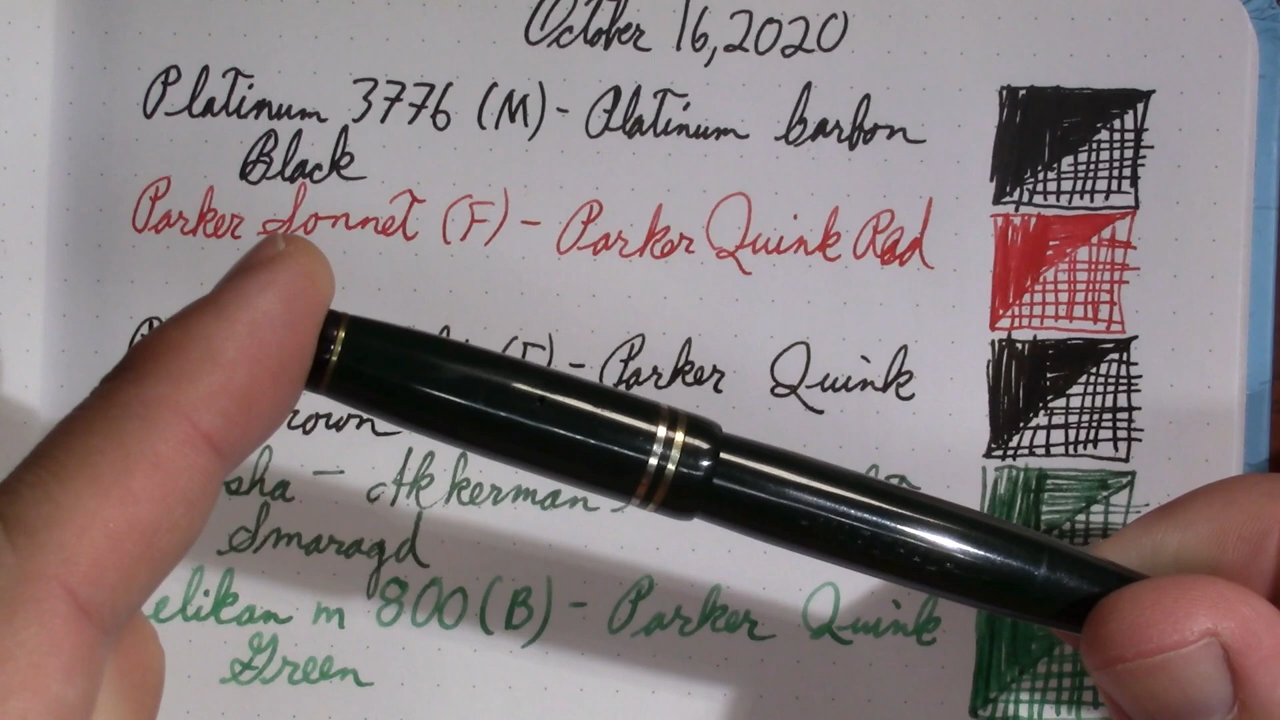 October 16, 2020
Platinum 3776 (M) - Platinum Carbon
Black
Parker Sonnet (F) - Parker Quink Red
(F) - Parker Quink
rown
sha - Akkerman
Smaragd
elikan m 800 (B) - Parker Quink
Green